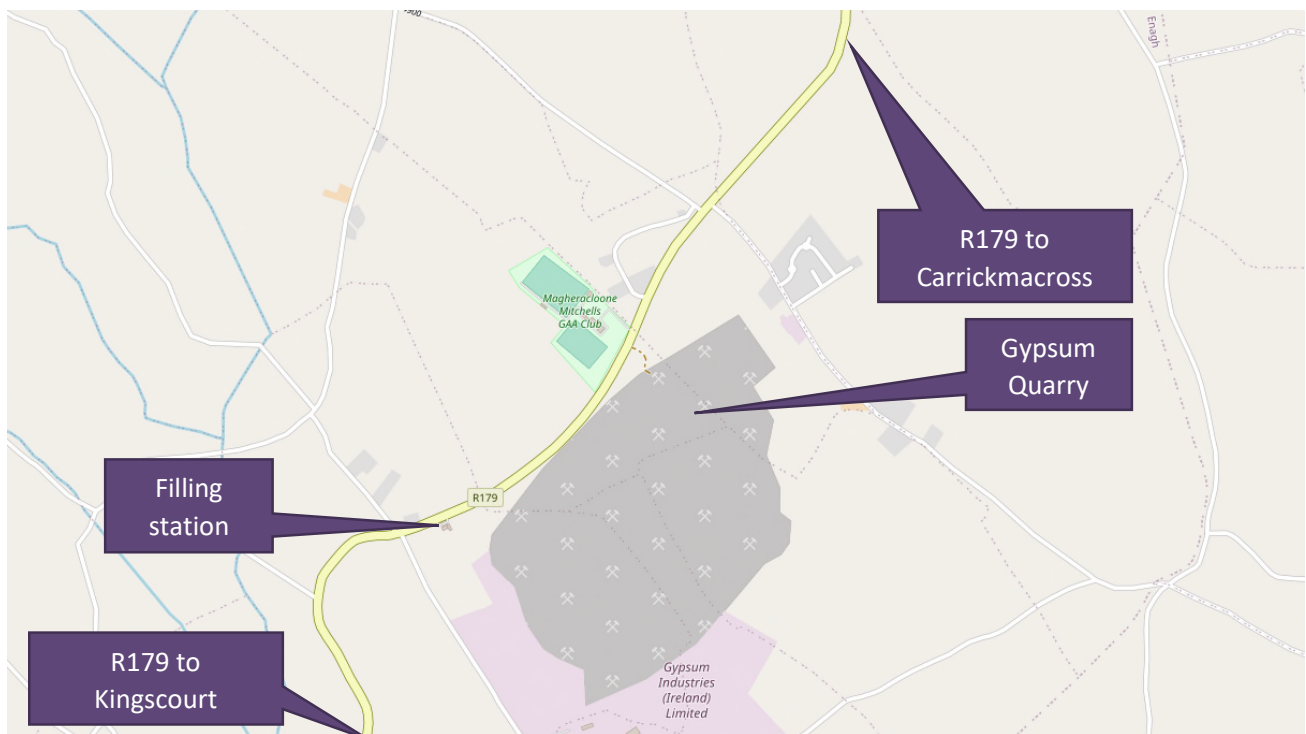 Enagh
R179 to
Carrickmacross
Magheracloone
Mitchells
GAA Club
Gypsum
Quarry
Filling
station
R179
R179 to
Kingscourt
Gypsum
Industries
(Ireland)
Limited